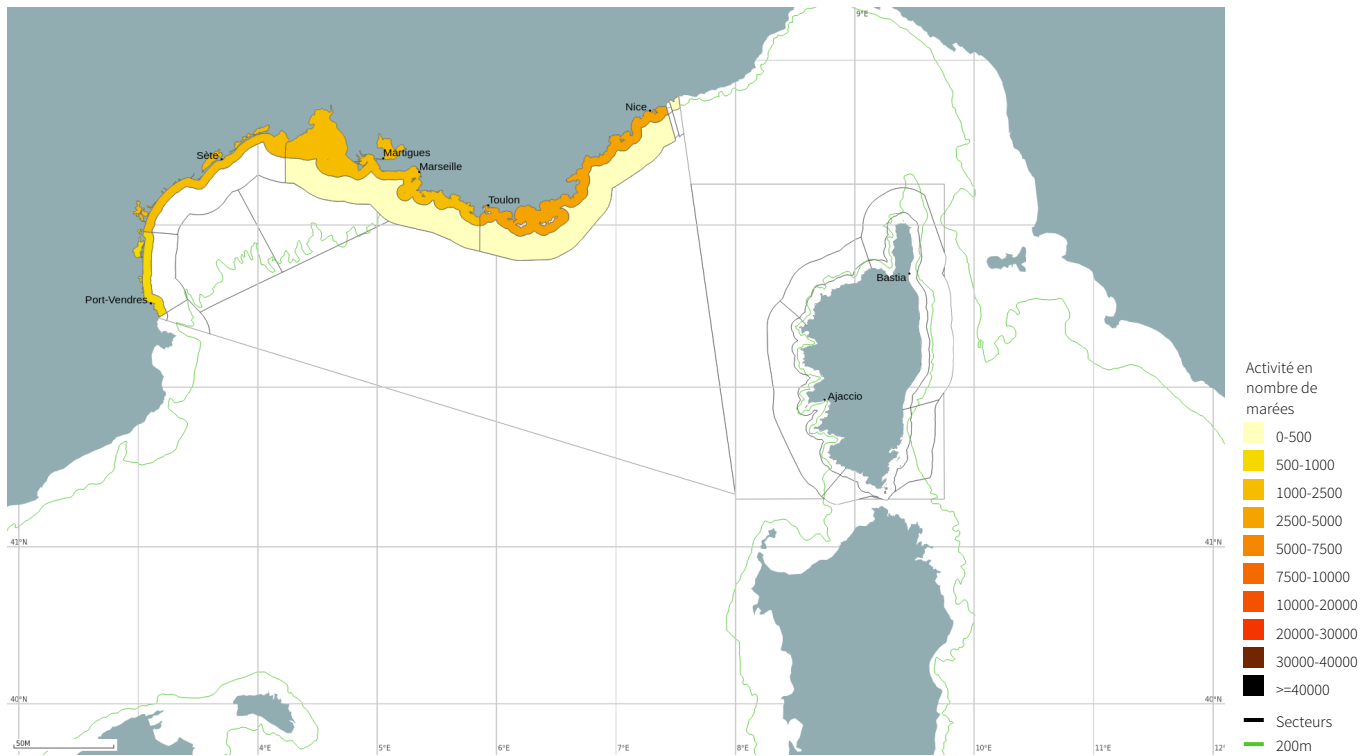 9°E
Nice
Sète
Martigues
Marseille
Toulon
Bastia
Port-Vendres
Ajaccio
41°N
41°N
40°N
40°N
50M
4°E
5°E
6°E
7°E
8°E
10°E
11°E
12°
Activité en
nombre de
marées
0-500
500-1000
1000-2500
2500-5000
5000-7500
7500-10000
10000-20000
20000-30000
30000-40000
>=40000
Secteurs
200m